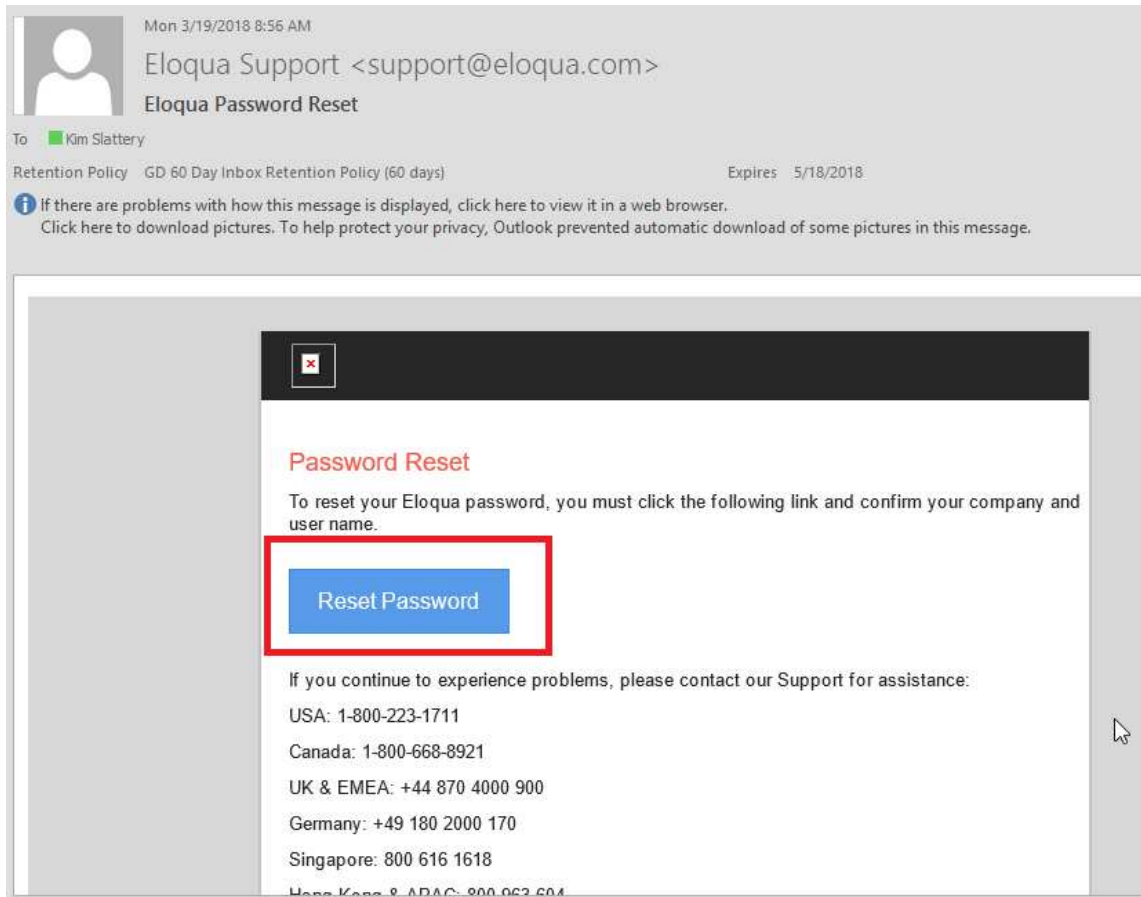 Mon 3/19/2018 8:56 AM
Eloqua Support <support@eloqua.com>
Eloqua Password Reset
To Kim Slattery
Retention Policy GD 60 Day Inbox Retention Policy (60 days) Expires 5/18/2018
If there are problems with how this message is displayed, click here to view it in a web browser.
Click here to download pictures. To help protect your privacy, Outlook prevented automatic download of some pictures in this message.
Password Reset
To reset your Eloqua password, you must click the following link and confirm your company and
user name.
Reset Password
If you continue to experience problems, please contact our Support for assistance:
USA: 1-800-223-1711
Canada: 1-800-668-8921
UK & EMEA: +44 870 4000 900
Germany: +49 180 2000 170
Singapore: 800 616 1618
Hong Kong & APAC: 800 963 604